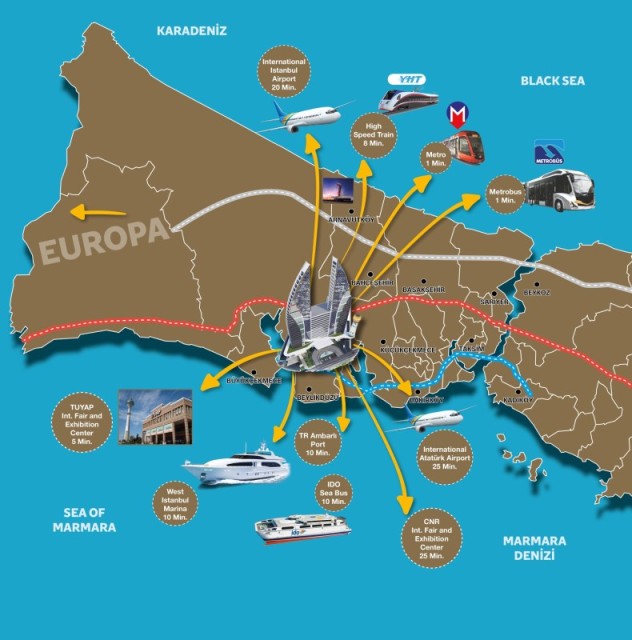 KARADENİZ
International
Istanbul
Airport
20 Min.
YHT
BLACK SEA
High
Speed Train
8 Min.
M
Metro
1 Min.
METROBÜS
Metrobus
1 Min.
ARNAVUTKÖY
EUROPA
BAHÇEŞEHİR
BAŞAKŞEHİR
SARIYER
BEYKOZ
KÜÇÜKÇEKMECE
TAKSİM
BÜYÜKÇEKMECE
BEYLİKDÜZÜ
BAKIRKÖY
KADIKÖY
TUYAP
Int. Fair and
Exhibition
Center
5 Min.
TR Ambarlı
Port
10 Min.
International
Atatürk Airport
25 Min.
West
Istanbul
Marina
10 Min.
IDO
Sea Bus
10 Min.
SEA OF
MARMARA
CNR
Int. Fair and
Exhibition
Center
25 Min.
MARMARA
DENİZİ